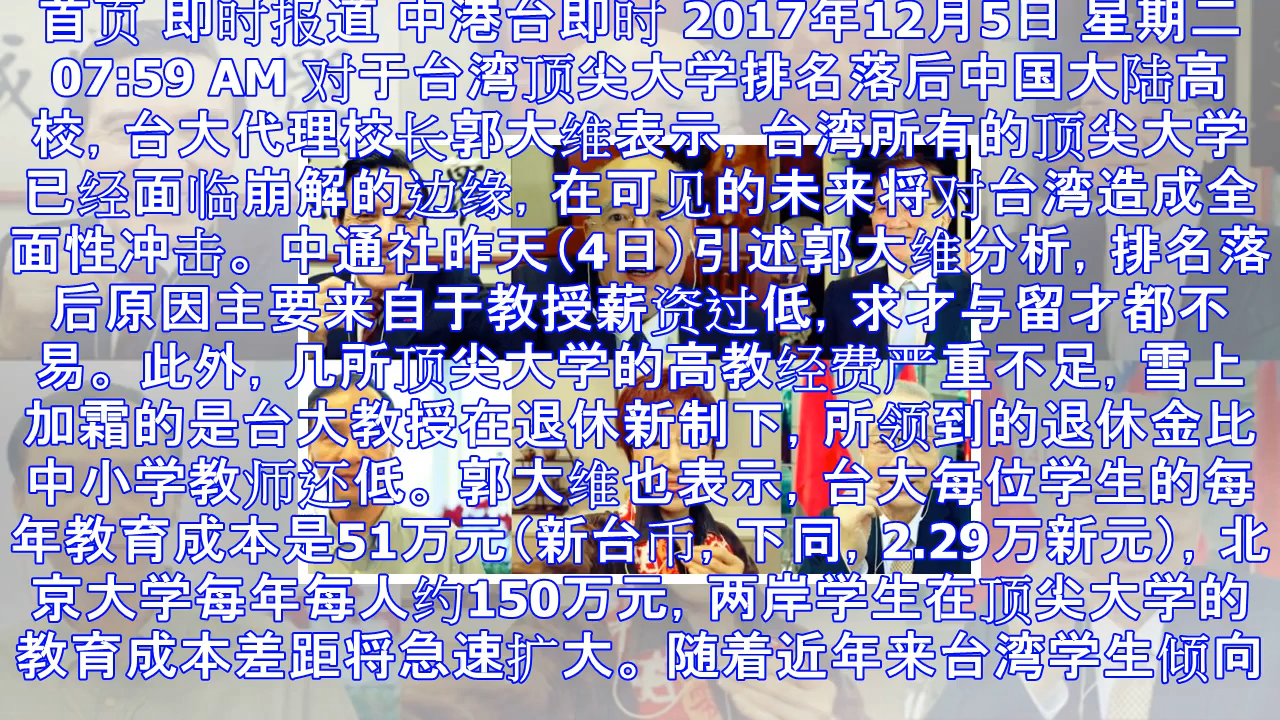 首页 即时报道 中港台即时 2017年12月5日 星期二
07:59 AM 对于台湾顶尖大学排名落后中国大陆高
校, 台大代理校长郭大维表示, 台湾所有的顶尖大学
已经面临崩解的边缘, 在可见的未来将对台湾造成全
面性冲击。中通社昨天(4日)引述郭大维分析, 排名落
后原因主要来自于教授薪资过低, 求才与留才都不
易。此外, 几所顶尖大学的高教经费严重不足, 雪上
加霜的是台大教授在退休新制下, 所领到的退休金比
中小学教师还低。郭大维也表示, 台大每位学生的每
年教育成本是51万元(新台币, 下同, 2.29万新元), 北
京大学每年每人约150万元, 两岸学生在顶尖大学的
教育成本差距将急速扩大。随着近年来台湾学生倾向